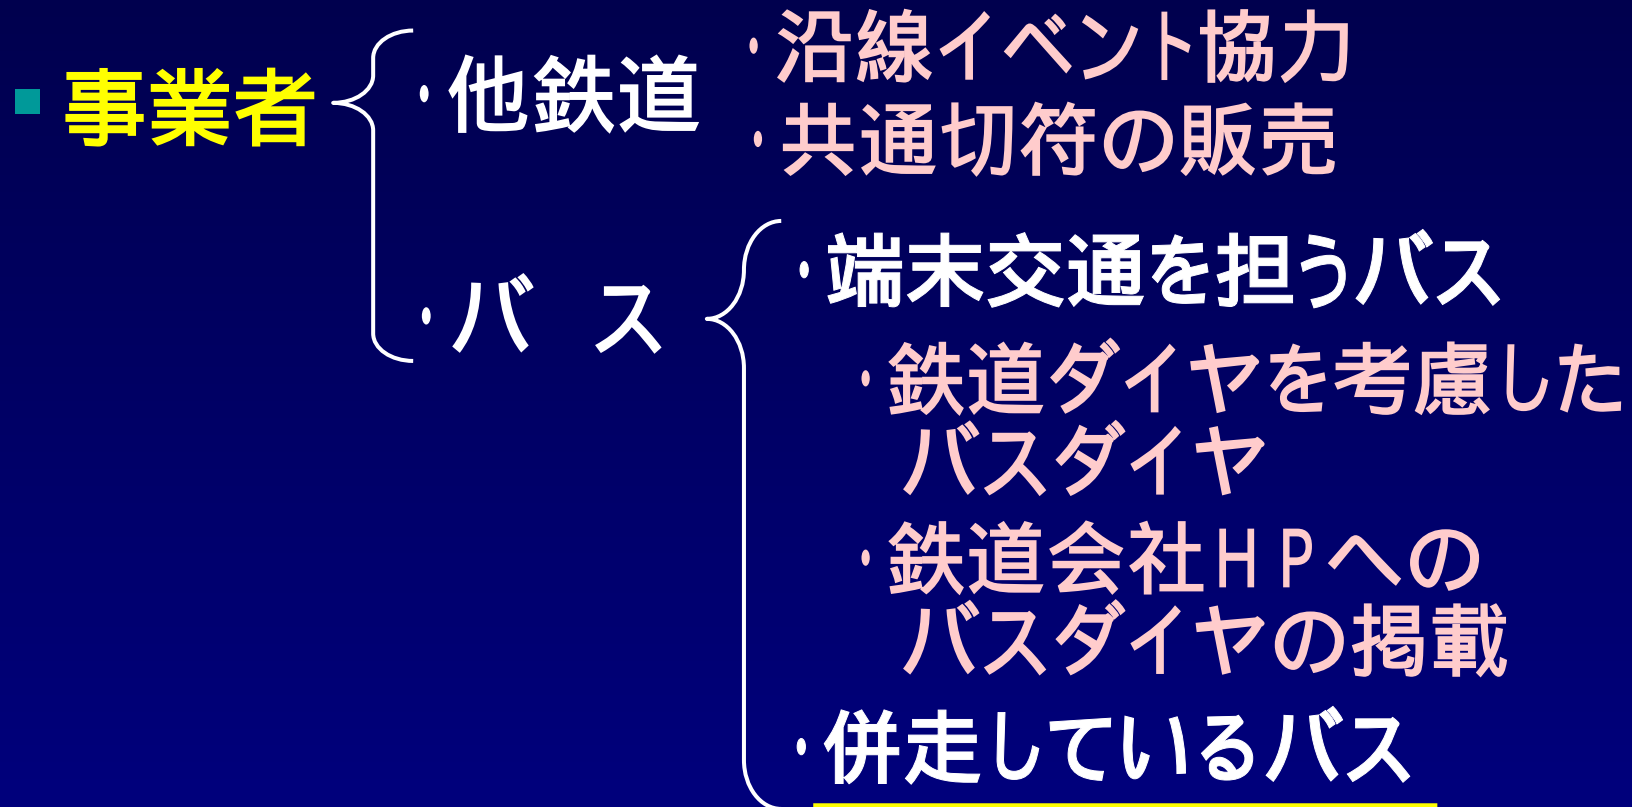 事業者
・他鉄道
・沿線イベント協力
・共通切符の販売
・バス
・端末交通を担うバス
・鉄道ダイヤを考慮した
バスダイヤ
・鉄道会社ＨＰへの
バスダイヤの掲載
・併走しているバス